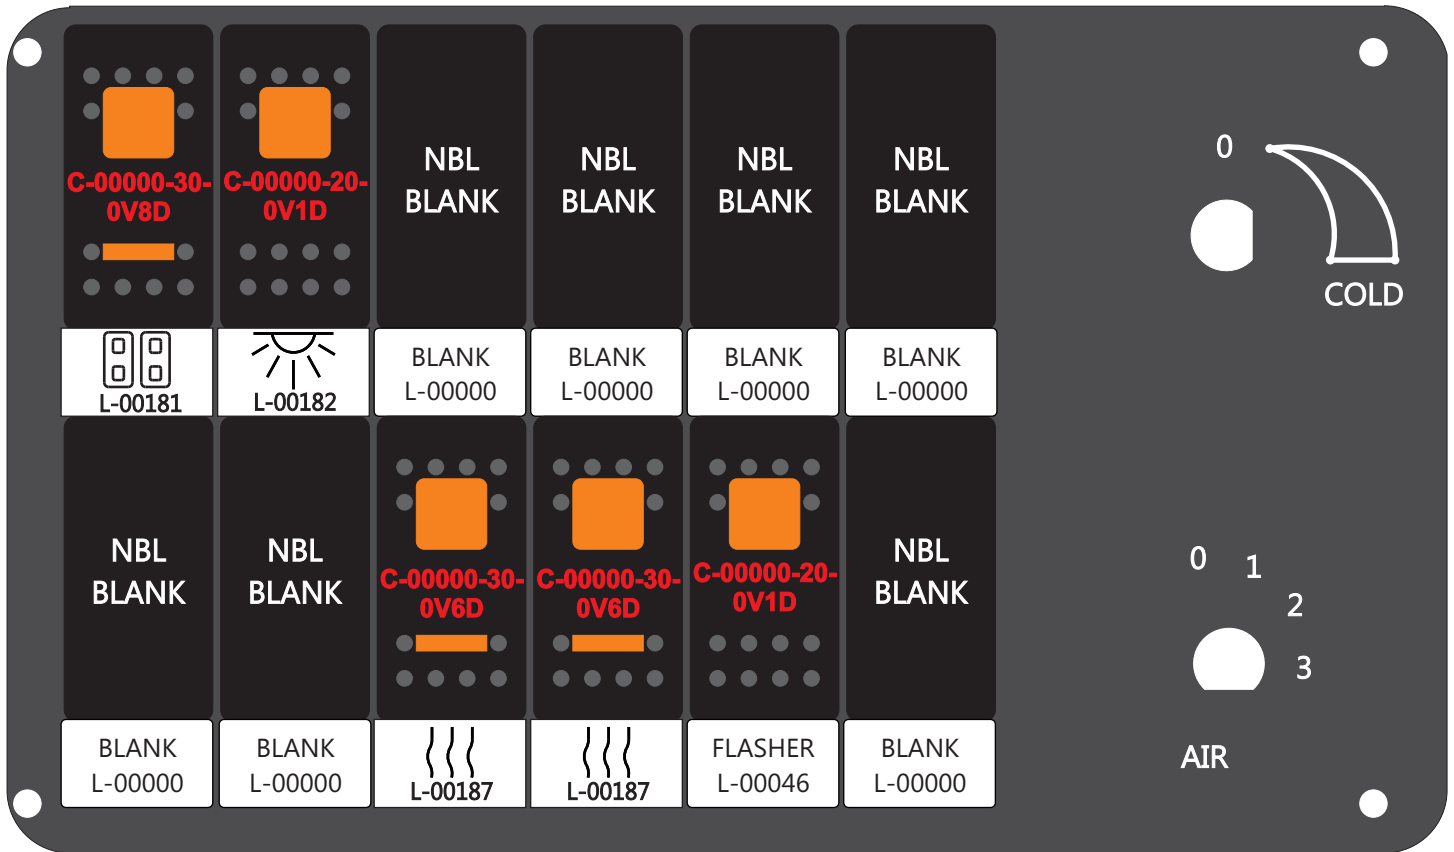 C-00000-30-
0V8D
C-00000-20-
0V1D
NBL
BLANK
NBL
BLANK
NBL
BLANK
NBL
BLANK
L-00181
L-00182
BLANK
L-00000
BLANK
L-00000
BLANK
L-00000
BLANK
L-00000
0
COLD
NBL
BLANK
NBL
BLANK
C-00000-30-
0V6D
C-00000-30-
0V6D
C-00000-20-
0V1D
NBL
BLANK
BLANK
L-00000
BLANK
L-00000
L-00187
L-00187
FLASHER
L-00046
BLANK
L-00000
0
1
2
3
AIR